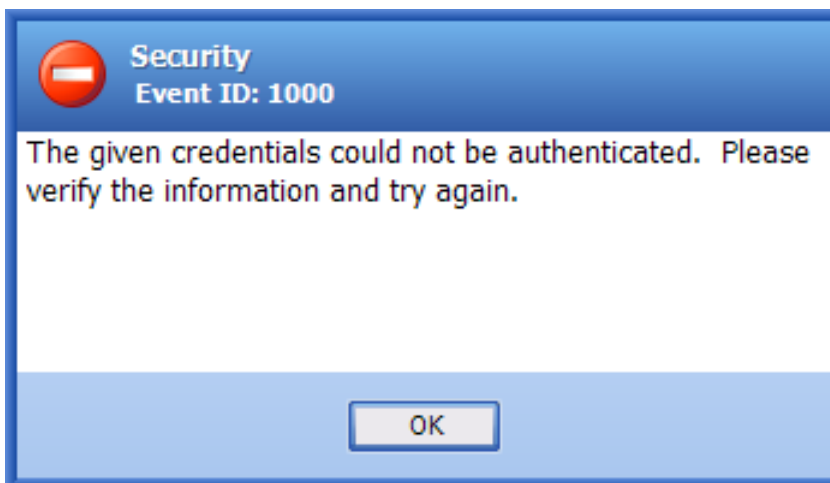 Security
Event ID: 1000
The given credentials could not be authenticated.  Please
verify the information and try again.
OK